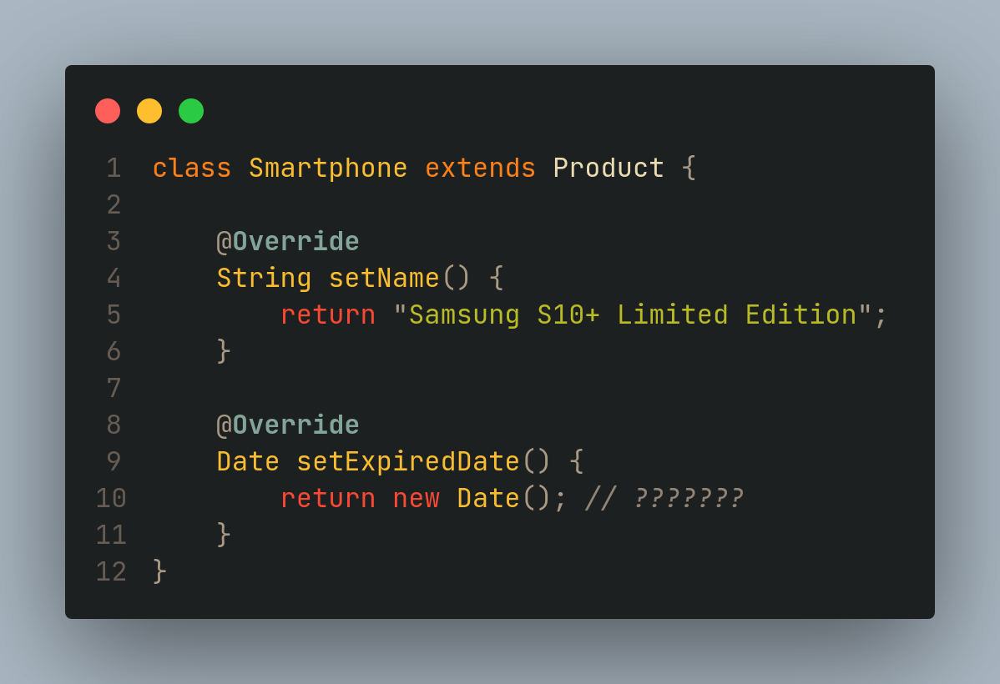 1 class Smartphone extends Product {
2
3     @Override
4     String setName() {
5         return "Samsung S10+ Limited Edition";
6     }
7
8     @Override
9     Date setExpiredDate() {
10         return new Date(); // ???????
11     }
12 }